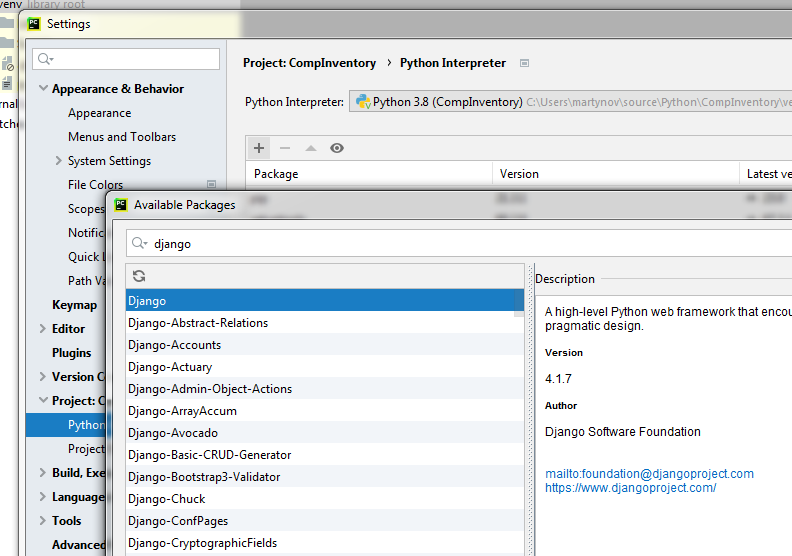 venv library root
Settings
Project: CompInventory › Python Interpreter
Appearance & Behavior
Appearance
Menus and Toolbars
System Settings
File Colors
Scopes
Notific
Quick L
Path Va
Keymap
Editor
Plugins
Version C
Project: C
Python
Project
Build, Exe
Language
Tools
Advanced
Python Interpreter: Python 3.8 (CompInventory) C:\Users\martynov\source\Python\CompInventory\ve
Package Version Latest ve
Available Packages
django
Django
Django-Abstract-Relations
Django-Accounts
Django-Actuary
Django-Admin-Object-Actions
Django-ArrayAccum
Django-Avocado
Django-Basic-CRUD-Generator
Django-Bootstrap3-Validator
Django-Chuck
Django-ConfPages
Django-CryptographicFields
Description
A high-level Python web framework that encou
pragmatic design.
Version
4.1.7
Author
Django Software Foundation
mailto:foundation@djangoproject.com
https://www.djangoproject.com/